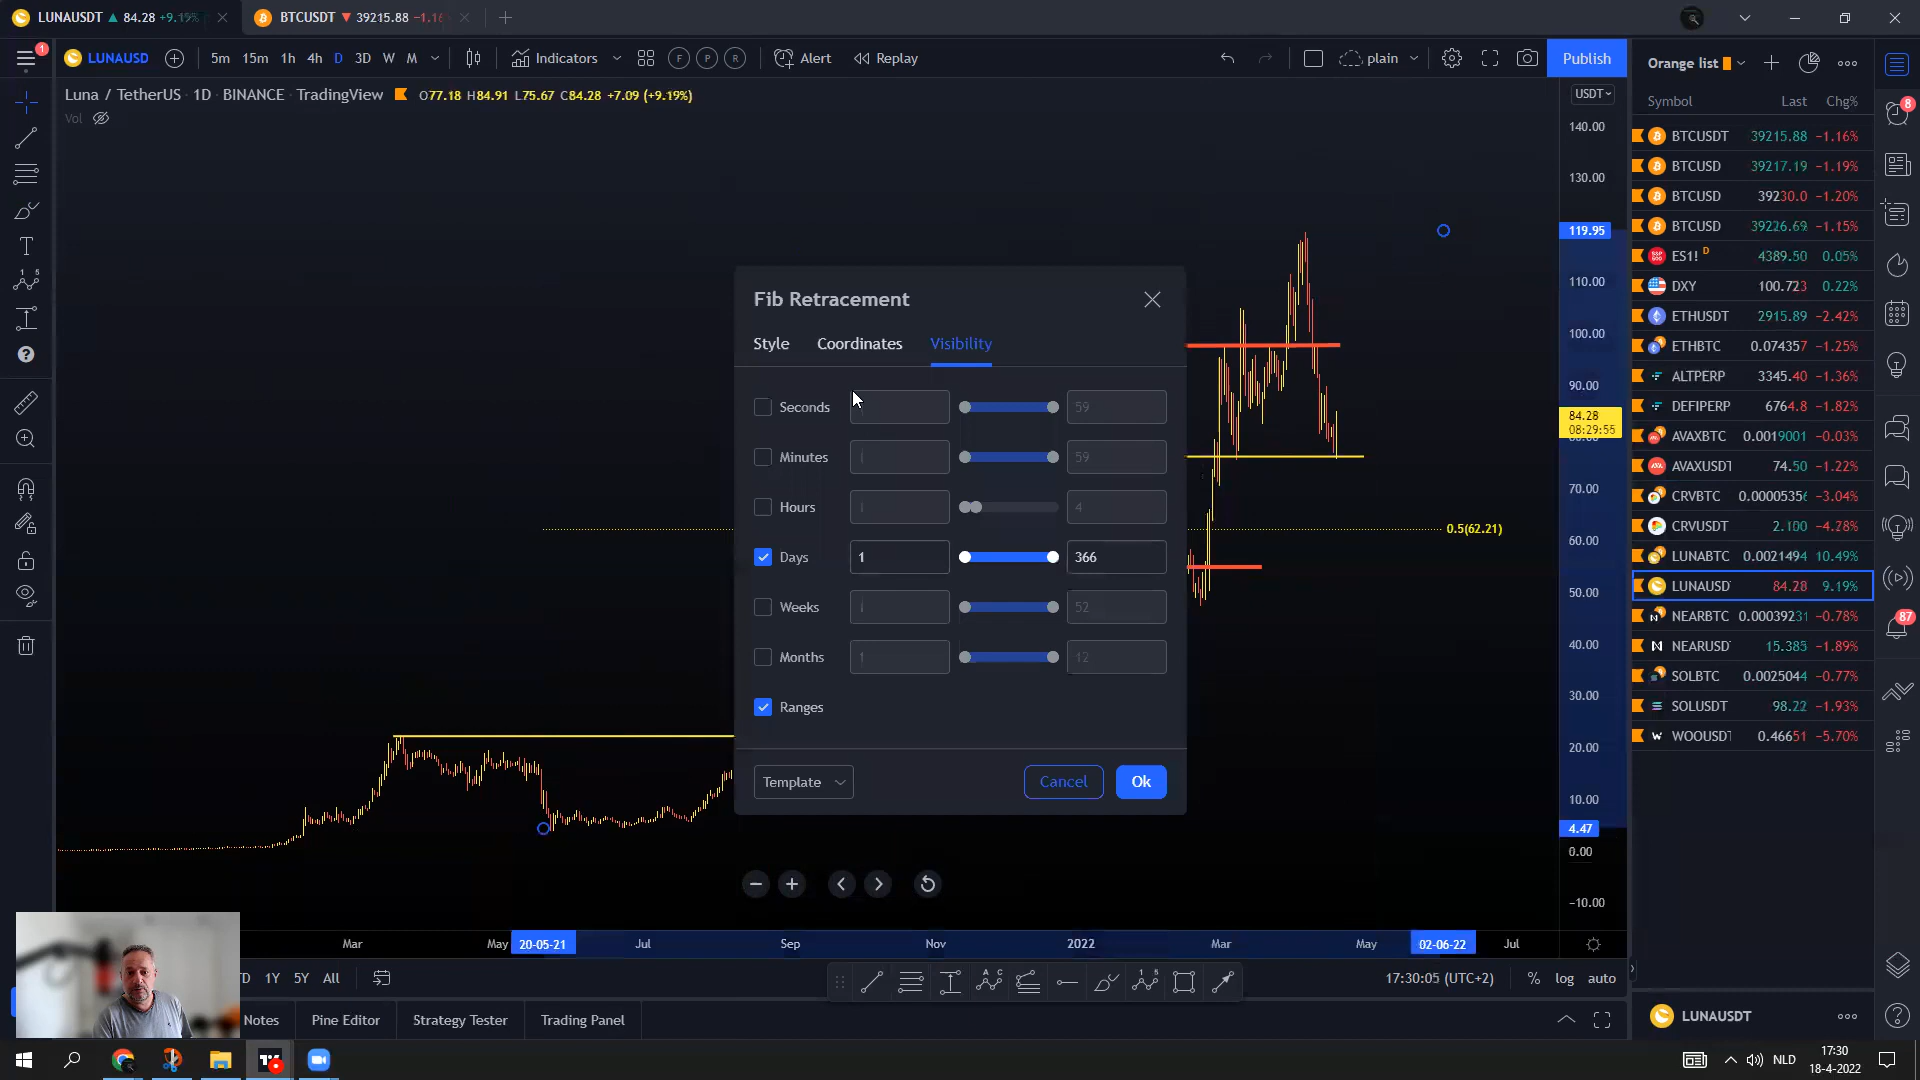 LUNAUSDT ▲ 84.28 +9.19%
BTCUSDT ▼ 39215.88 −1.16
1
LUNAUSD
5m 15m 1h 4h D 3D W M
Indicators
F P R
Alert
Replay
plain
Publish
Luna / TetherUS · 1D · BINANCE · TradingView
O77.18 H84.91 L75.67 C84.28 +7.09 (+9.19%)
Vol
USDT
140.00
130.00
119.95
110.00
100.00
90.00
84.28
08:29:55
70.00
60.00
50.00
40.00
30.00
20.00
10.00
4.47
0.00
−10.00
0.5(62.21)
Fib Retracement
Style Coordinates Visibility
Seconds 59
Minutes 59
Hours 4
Days 1 366
Weeks 52
Months 1 12
Ranges
Template
Cancel
Ok
Mar May 20-05-21 Jul Sep Nov 2022 Mar May 02-06-22 Jul
1Y 5Y All
17:30:05 (UTC+2)
% log auto
Notes
Pine Editor
Strategy Tester
Trading Panel
Orange list
Symbol Last Chg%
BTCUSDT 39215.88 −1.16%
BTCUSD 39217.19 −1.19%
BTCUSD 39230.0 −1.20%
BTCUSD 39226.69 −1.15%
ES1! D 4389.50 0.05%
DXY 100.723 0.22%
ETHUSDT 2915.89 −2.42%
ETHBTC 0.074357 −1.25%
ALTPERP 3345.40 −1.36%
DEFIPERP 6764.8 −1.82%
AVAXBTC 0.0019001 −0.03%
AVAXUSDT 74.50 −1.22%
CRVBTC 0.0000535 −3.04%
CRVUSDT 2.100 −4.28%
LUNABTC 0.0021494 10.49%
LUNAUSD 84.28 9.19%
NEARBTC 0.00039231 −0.78%
NEARUSD 15.385 −1.89%
SOLBTC 0.0025044 −0.77%
SOLUSDT 98.22 −1.93%
WOOUSDT 0.46651 −5.70%
LUNAUSDT
8
87
NLD
17:30
18-4-2022